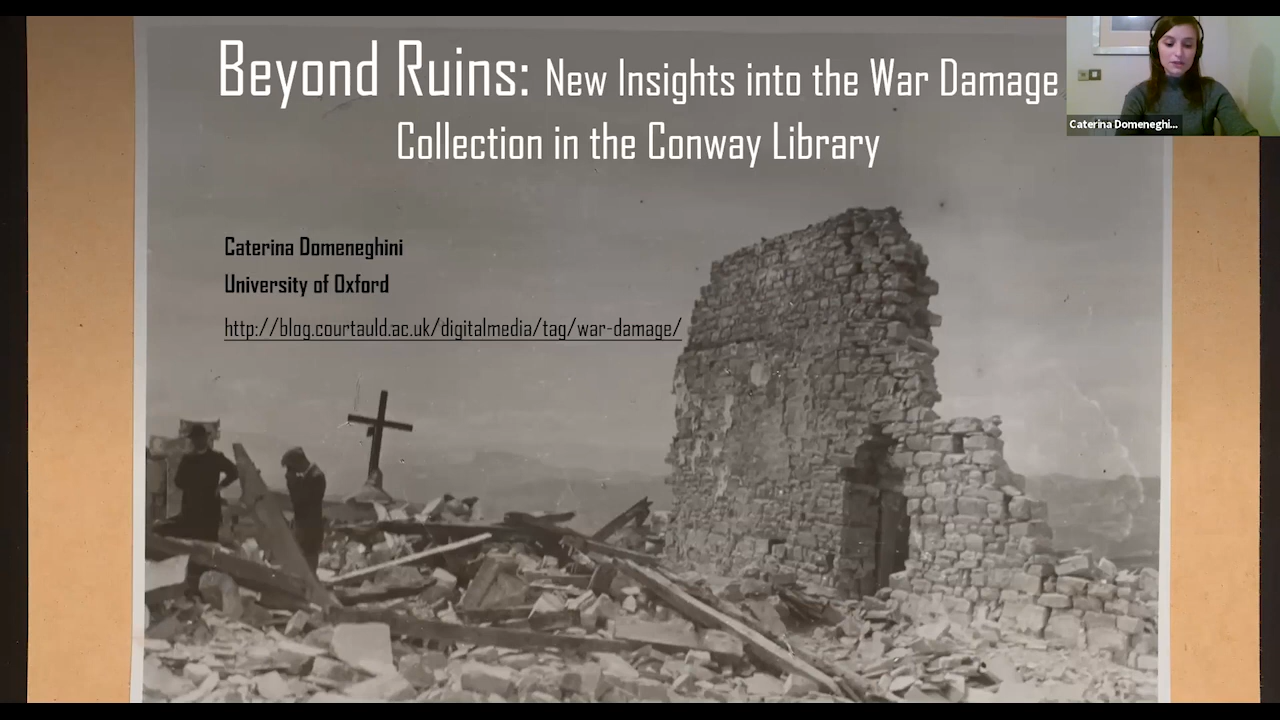 Beyond Ruins: New Insights into the War Damage
Collection in the Conway Library
Caterina Domeneghini
University of Oxford
http://blog.courtauld.ac.uk/digitalmedia/tag/war-damage/
Caterina Domeneghi...